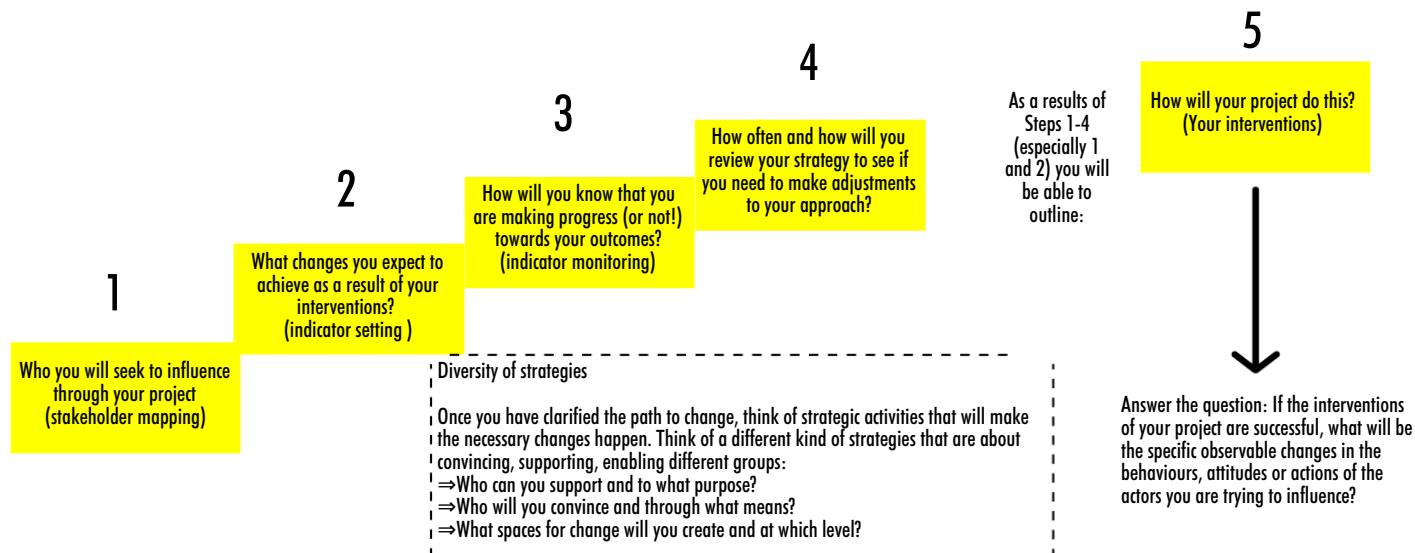 1
Who you will seek to influence
through your project
(stakeholder mapping)
2
What changes you expect to
achieve as a result of your
interventions?
(indicator setting )
3
How will you know that you
are making progress (or not!)
towards your outcomes?
(indicator monitoring)
4
How often and how will you
review your strategy to see if
you need to make adjustments
to your approach?
As a results of
Steps 1-4
(especially 1
and 2) you will
be able to
outline:
5
How will your project do this?
(Your interventions)
Diversity of strategies
Once you have clarified the path to change, think of strategic activities that will make
the necessary changes happen. Think of a different kind of strategies that are about
convincing, supporting, enabling different groups:
⇒Who can you support and to what purpose?
⇒Who will you convince and through what means?
⇒What spaces for change will you create and at which level?
Answer the question: If the interventions
of your project are successful, what will be
the specific observable changes in the
behaviours, attitudes or actions of the
actors you are trying to influence?